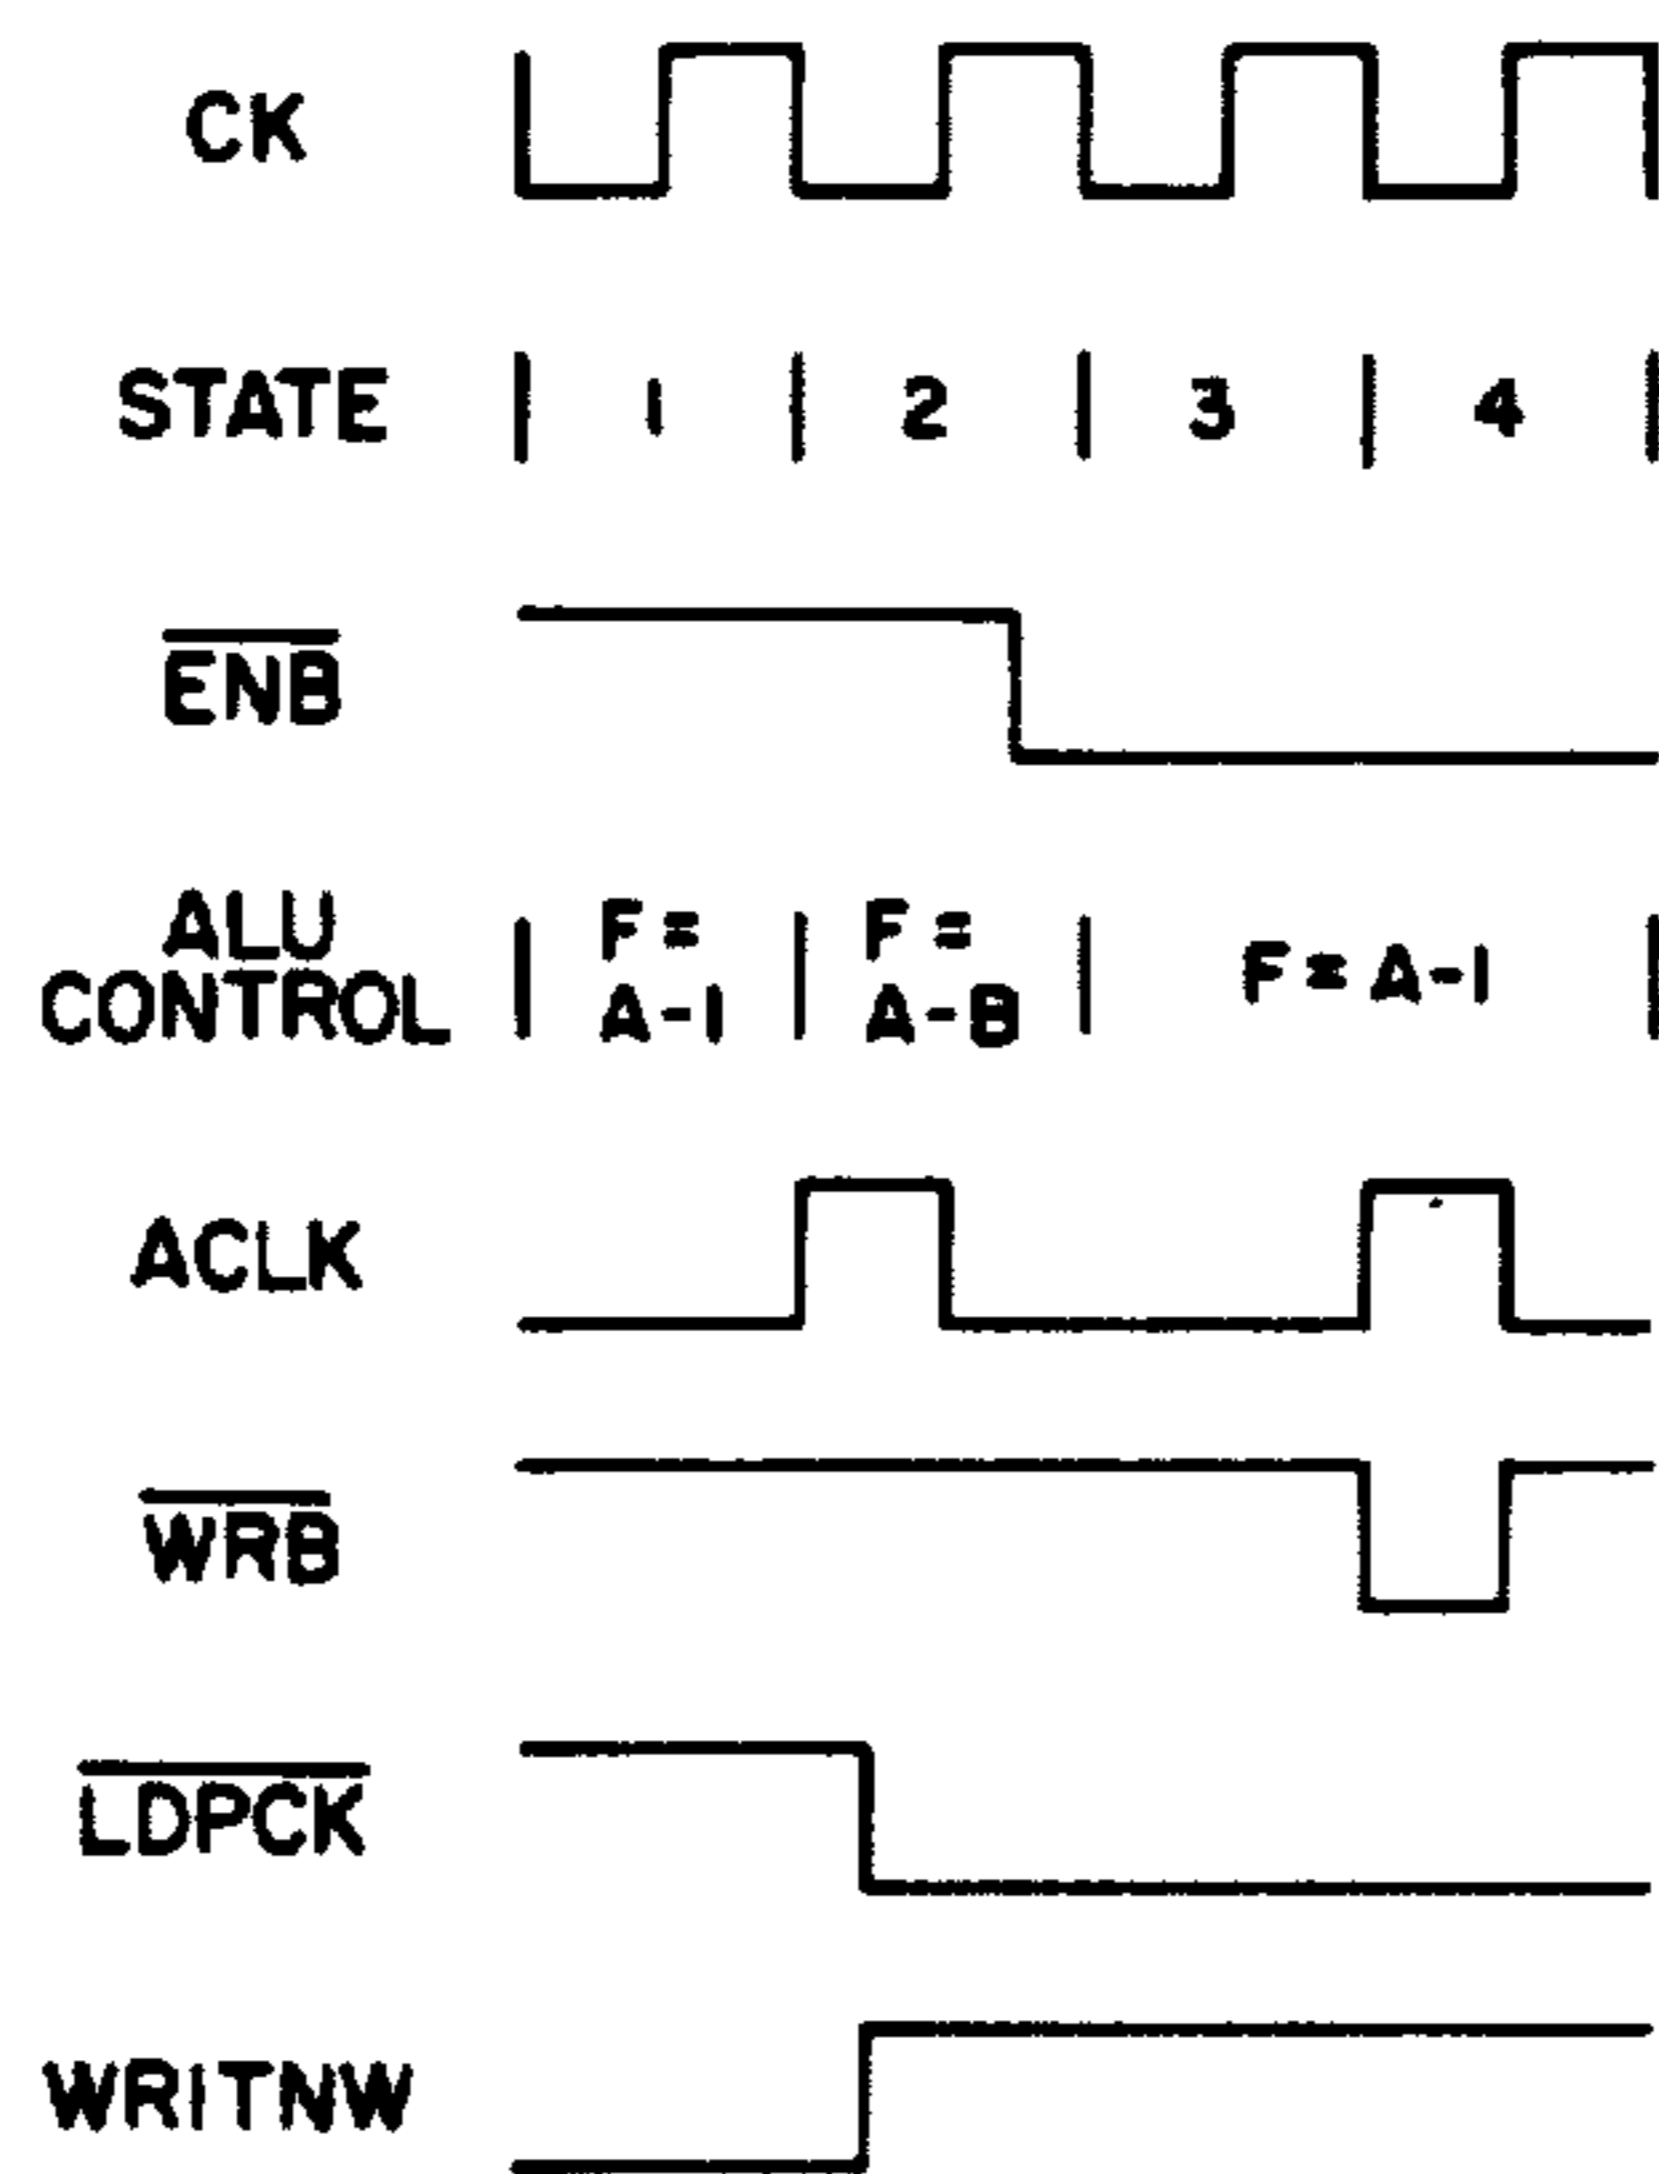 CK
STATE 1 2 3 4
ENB
ALU
CONTROL
F=
A-1
F=
A-B
F=A-1
ACLK
WRB
LDPCK
WRITNW